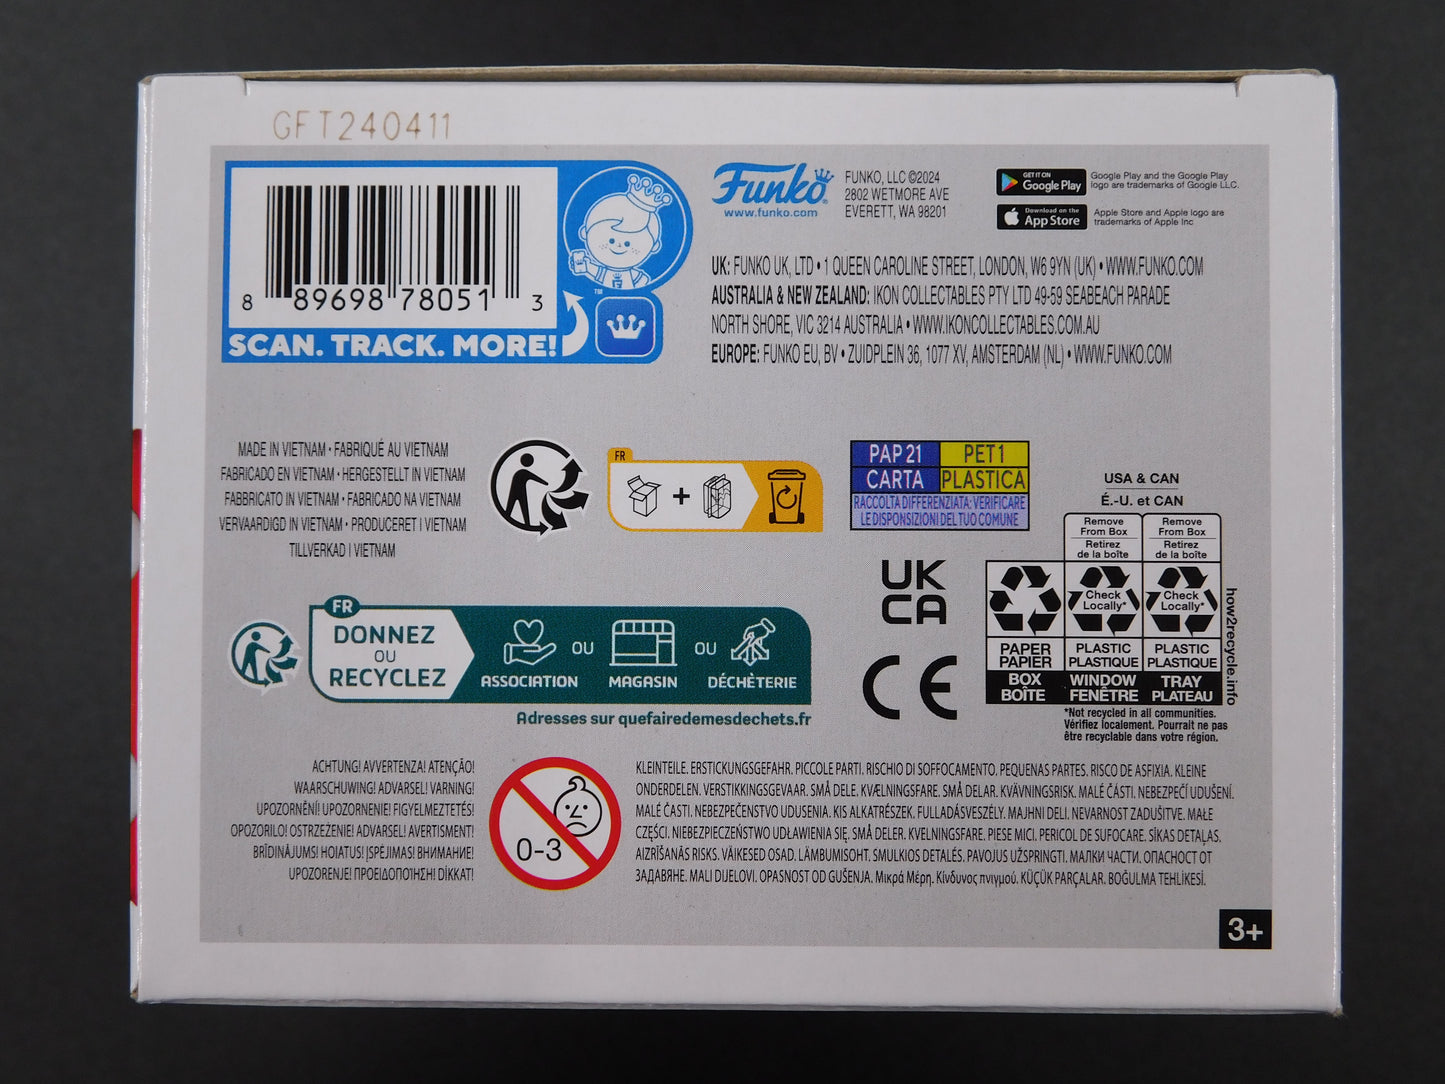 GFT240411
8 89698 78051 3
SCAN. TRACK. MORE!
™
Funko®
www.funko.com
FUNKO, LLC ©2024
2802 WETMORE AVE
EVERETT, WA 98201
GET IT ON
Google Play
Google Play and the Google Play
logo are trademarks of Google LLC.
Download on the
App Store
Apple Store and Apple logo are
trademarks of Apple Inc
UK: FUNKO UK, LTD • 1 QUEEN CAROLINE STREET, LONDON, W6 9YN (UK) • WWW.FUNKO.COM
AUSTRALIA & NEW ZEALAND: IKON COLLECTABLES PTY LTD 49-59 SEABEACH PARADE
NORTH SHORE, VIC 3214 AUSTRALIA • WWW.IKONCOLLECTABLES.COM.AU
EUROPE: FUNKO EU, BV • ZUIDPLEIN 36, 1077 XV, AMSTERDAM (NL) • WWW.FUNKO.COM
MADE IN VIETNAM • FABRIQUÉ AU VIETNAM
FABRICADO EN VIETNAM • HERGESTELLT IN VIETNAM
FABBRICATO IN VIETNAM • FABRICADO NA VIETNAM
VERVAARDIGD IN VIETNAM • PRODUCERET I VIETNAM
TILLVERKAD I VIETNAM
FR
+
PAP 21
PET 1
CARTA
PLASTICA
RACCOLTA DIFFERENZIATA: VERIFICARE
LE DISPOSIZIONI DEL TUO COMUNE
USA & CAN
É.-U. et CAN
Remove
From Box
Retirez
de la boîte
Remove
From Box
Retirez
de la boîte
Check
Locally*
Check
Locally*
PAPER
PAPIER
PLASTIC
PLASTIQUE
PLASTIC
PLASTIQUE
BOX
BOÎTE
WINDOW
FENÊTRE
TRAY
PLATEAU
how2recycle.info
*Not recycled in all communities.
Vérifiez localement. Pourrait ne pas
être recyclable dans votre région.
UK
CA
CE
FR
DONNEZ
OU
RECYCLEZ
ASSOCIATION
OU
MAGASIN
OU
DÉCHÈTERIE
Adresses sur quefairedemesdechets.fr
ACHTUNG! AVVERTENZA! ATENÇÃO!
WAARSCHUWING! ADVARSEL! VARNING!
UPOZORNĚNÍ! UPOZORNENIE! FIGYELMEZTETÉS!
OPOZORILO! OSTRZEŻENIE! ADVARSEL! AVERTISMENT!
BRĪDINĀJUMS! HOIATUS! ĮSPĖJIMAS! ВНИМАНИЕ!
UPOZORENJE! ΠΡΟΕΙΔΟΠΟΊΗΣΗ! DİKKAT!
0-3
KLEINTEILE. ERSTICKUNGSGEFAHR. PICCOLE PARTI. RISCHIO DI SOFFOCAMENTO. PEQUENAS PARTES. RISCO DE ASFIXIA. KLEINE
ONDERDELEN. VERSTIKKINGSGEVAAR. SMÅ DELE. KVÆLNINGSFARE. SMÅ DELAR. KVÄVNINGSRISK. MALÉ ČÁSTI. NEBEZPEČÍ UDUŠENÍ.
MALÉ ČASTI. NEBEZPEČENSTVO UDUSENIA. KIS ALKATRÉSZEK. FULLADÁSVESZÉLY. MAJHNI DELI. NEVARNOST ZADUŠITVE. MAŁE
CZĘŚCI. NIEBEZPIECZEŃSTWO UDŁAWIENIA SIĘ. SMÅ DELER. KVELNINGSFARE. PIESE MICI. PERICOL DE SUFOCARE. SĪKAS DETAĻAS.
AIZRĪŠANĀS RISKS. VÄIKESED OSAD. LÄMBUMISOHT. SMULKIOS DETALĖS. PAVOJUS UŽSPRINGTI. МАЛКИ ЧАСТИ. ОПАСНОСТ ОТ
ЗАДАВЯНЕ. MALI DIJELOVI. OPASNOST OD GUŠENJA. Μικρά Μέρη. Κίνδυνος πνιγμού. KÜÇÜK PARÇALAR. BOĞULMA TEHLİKESİ.
3+